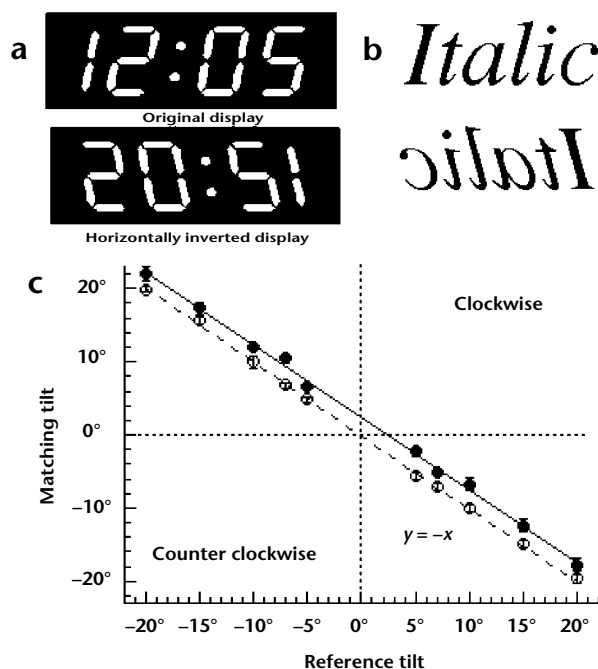 a
12:05
Original display
20:51
Horizontally inverted display
b
Italic
Italic
c
Clockwise
Counter clockwise
y = −x
Matching tilt
20°
10°
0°
−10°
−20°
−20° −15° −10° −5° 0° 5° 10° 15° 20°
Reference tilt